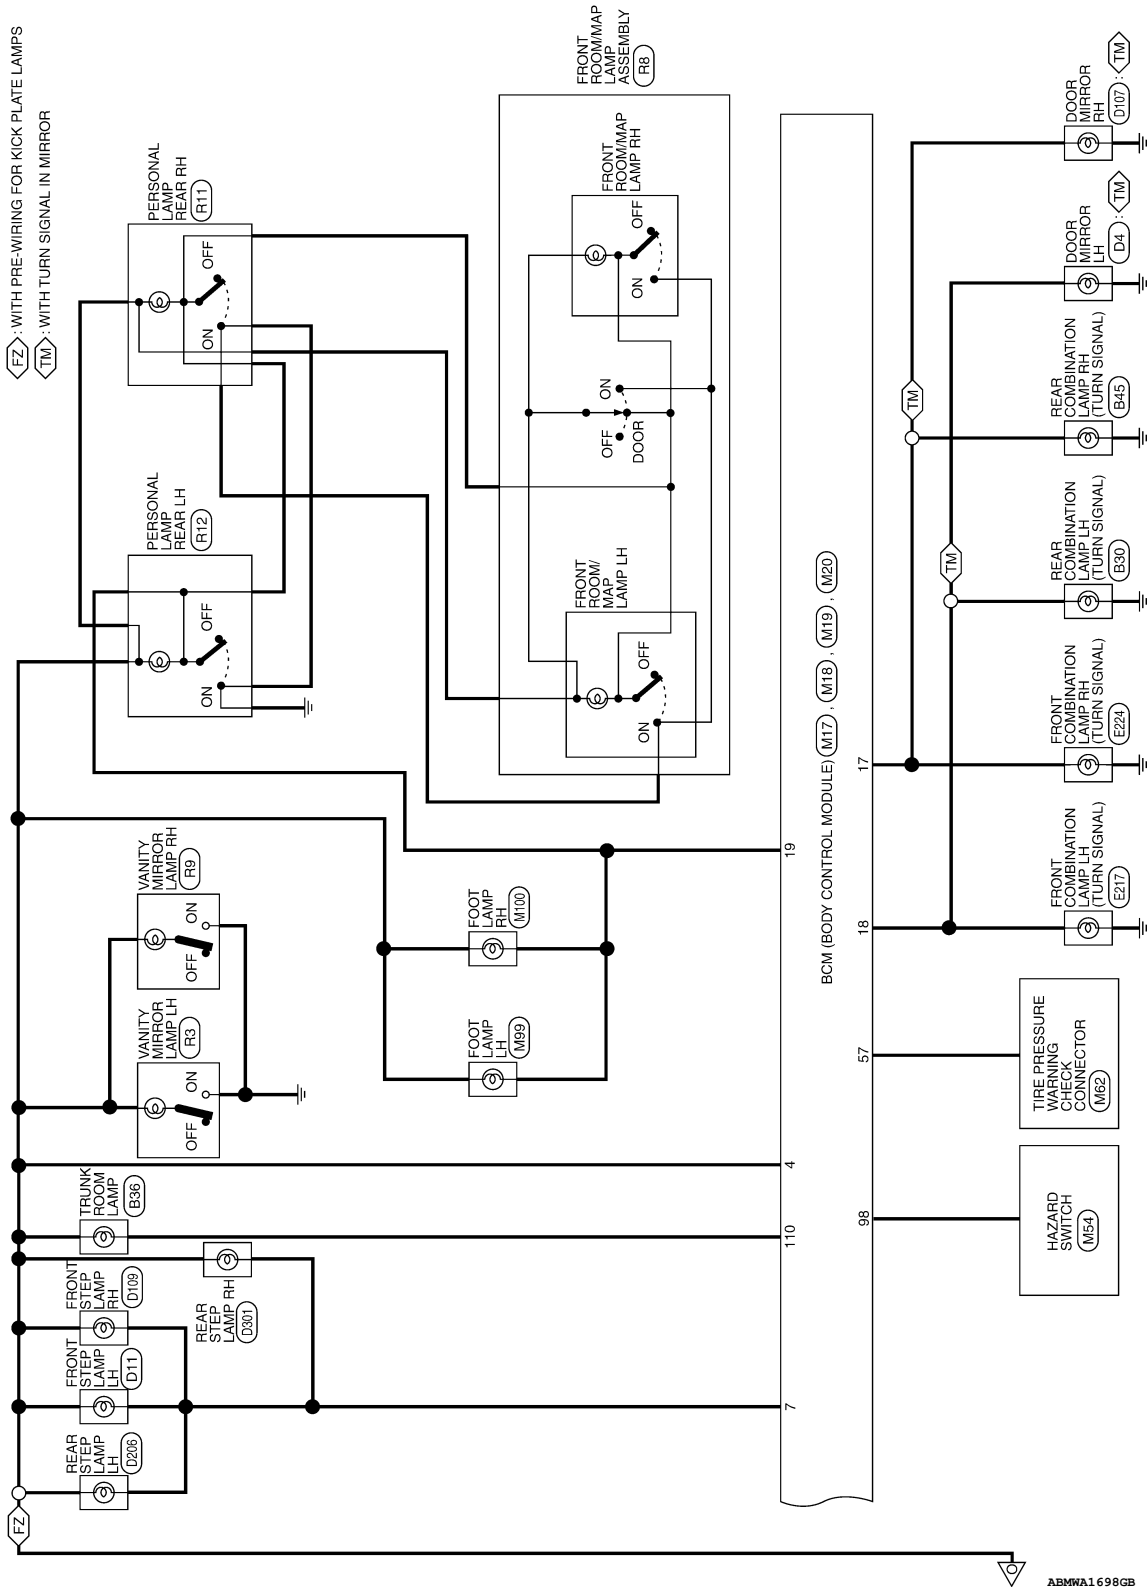 FZ : WITH PRE-WIRING FOR KICK PLATE LAMPS
TM : WITH TURN SIGNAL IN MIRROR
FZ
REAR
STEP
LAMP
LH
D206
FRONT
STEP
LAMP
LH
D11
FRONT
STEP
LAMP
RH
D109
REAR
STEP
LAMP RH
D301
TRUNK
ROOM
LAMP
B36
VANITY
MIRROR
LAMP LH
R3
OFF
ON
VANITY
MIRROR
LAMP RH
R9
OFF
ON
PERSONAL
LAMP
REAR LH
R12
ON
OFF
PERSONAL
LAMP
REAR RH
R11
ON
OFF
FOOT
LAMP
LH
M99
FOOT
LAMP
RH
M100
FRONT
ROOM/MAP
LAMP
ASSEMBLY
R8
FRONT
ROOM/
MAP
LAMP LH
ON
OFF
OFF
ON
DOOR
FRONT
ROOM/MAP
LAMP RH
ON
OFF
7
110
4
19
BCM (BODY CONTROL MODULE) M17 , M18 , M19 , M20
98
57
18
17
HAZARD
SWITCH
M54
TIRE PRESSURE
WARNING
CHECK
CONNECTOR
M62
FRONT
COMBINATION
LAMP LH
(TURN SIGNAL)
E217
FRONT
COMBINATION
LAMP RH
(TURN SIGNAL)
E224
TM
REAR
COMBINATION
LAMP LH
(TURN SIGNAL)
B30
TM
REAR
COMBINATION
LAMP RH
(TURN SIGNAL)
B45
DOOR
MIRROR
LH
D4 : TM
DOOR
MIRROR
RH
D107 : TM
O
ABMWA1698GB